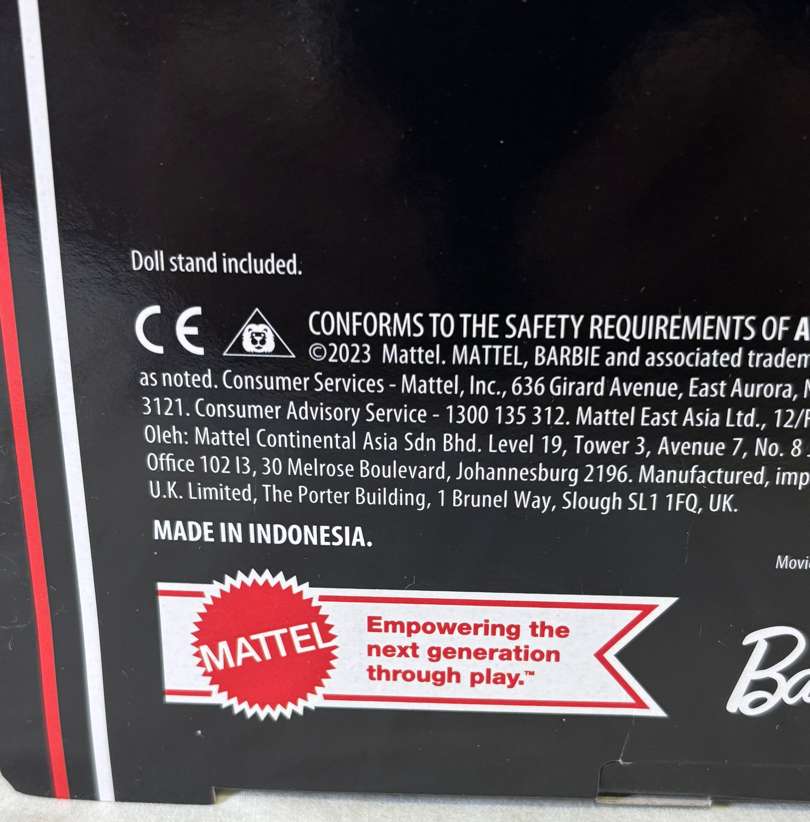 Doll stand included.
CE
CONFORMS TO THE SAFETY REQUIREMENTS OF
©2023 Mattel. MATTEL, BARBIE and associated
as noted. Consumer Services - Mattel, Inc., 636 Girard Avenue, East Aurora,
3121. Consumer Advisory Service - 1300 135 312. Mattel East Asia Ltd.,
Oleh: Mattel Continental Asia Sdn Bhd. Level 19, Tower 3, Avenue 7, No. 8
Office 102 I3, 30 Melrose Boulevard, Johannesburg 2196. Manufactured,
U.K. Limited, The Porter Building, 1 Brunel Way, Slough SL1 1FQ, UK.
MADE IN INDONESIA.
MATTEL
Empowering the
next generation
through play.™